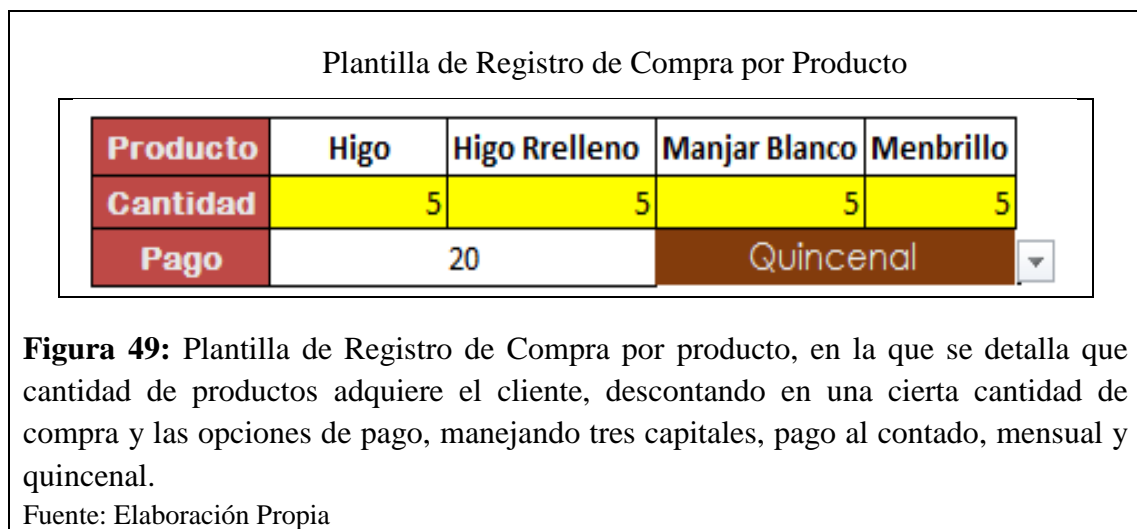 Plantilla de Registro de Compra por Producto
Producto Higo Higo Rrelleno Manjar Blanco Menbrillo
Cantidad 5 5 5 5
Pago 20 Quincenal
Figura 49: Plantilla de Registro de Compra por producto, en la que se detalla que
cantidad de productos adquiere el cliente, descontando en una cierta cantidad de
compra y las opciones de pago, manejando tres capitales, pago al contado, mensual y
quincenal.
Fuente: Elaboración Propia